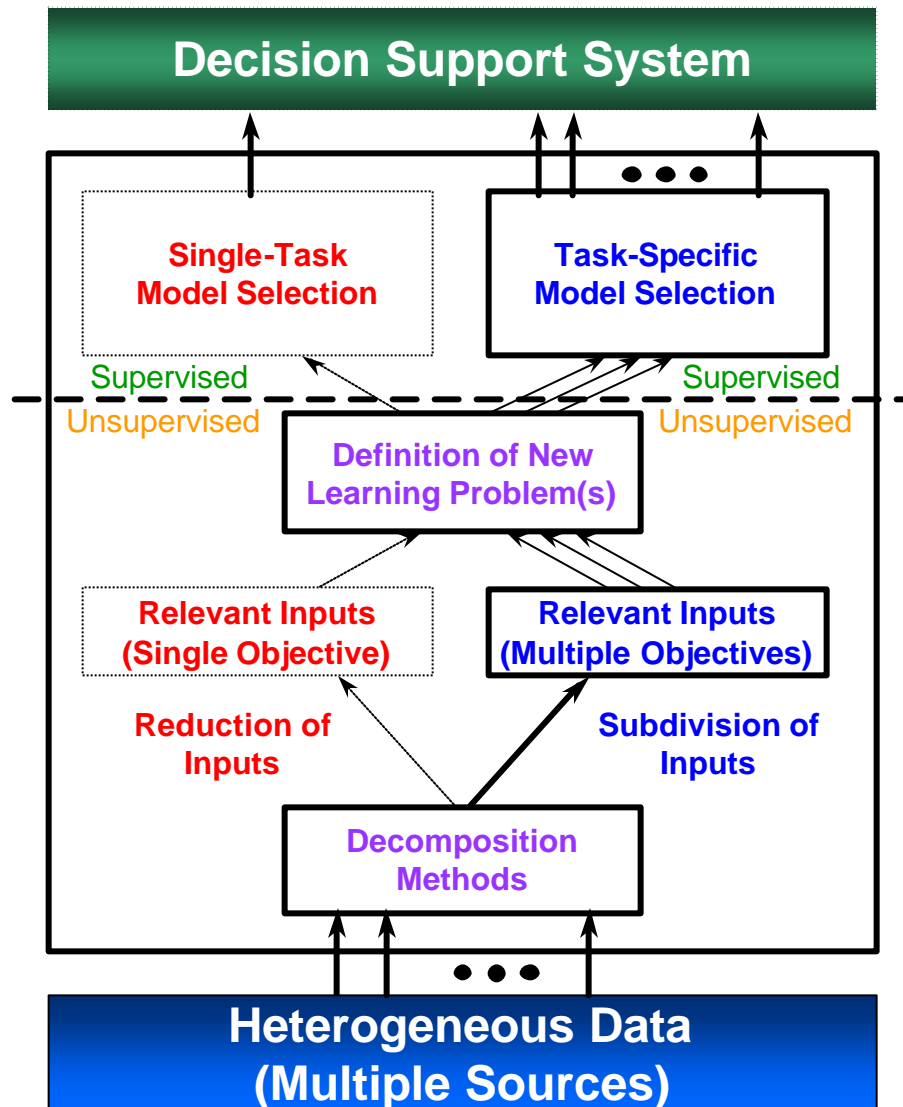 Decision Support System
Single-Task
Model Selection
Task-Specific
Model Selection
Supervised
Supervised
Unsupervised
Unsupervised
Definition of New
Learning Problem(s)
Relevant Inputs
(Single Objective)
Relevant Inputs
(Multiple Objectives)
Reduction of
Inputs
Subdivision of
Inputs
Decomposition
Methods
Heterogeneous Data
(Multiple Sources)